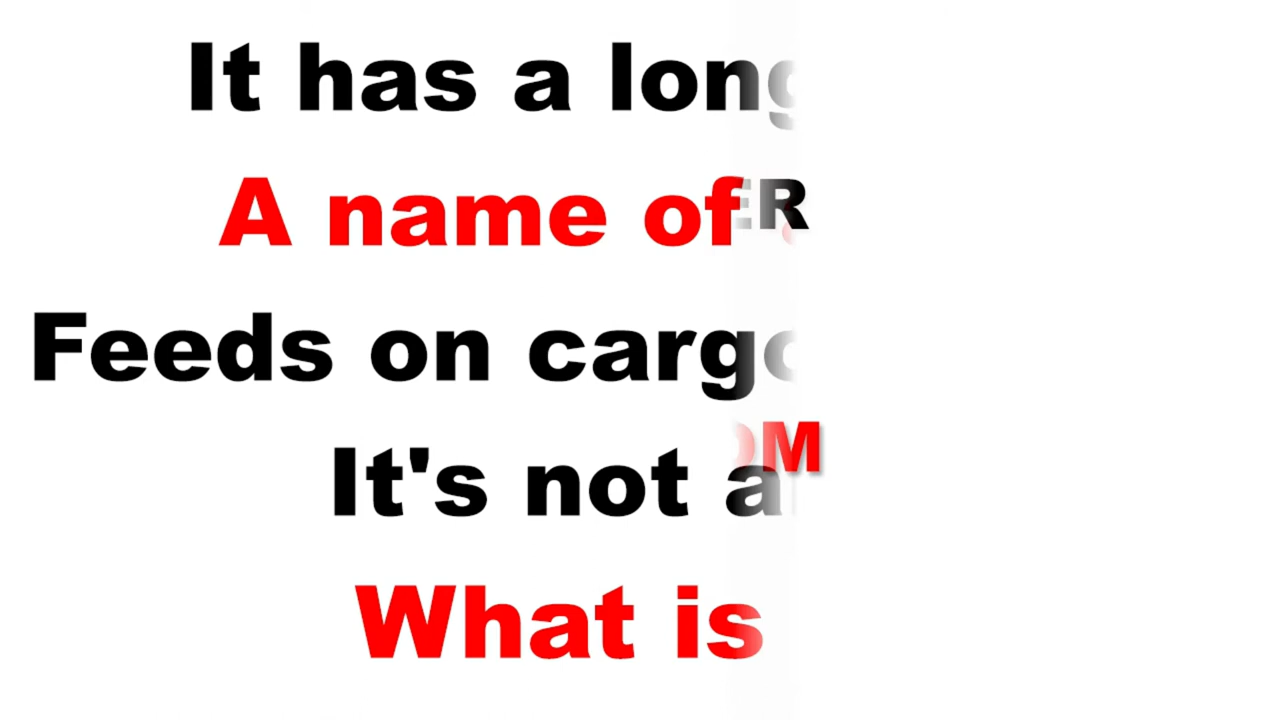 It has a long
A name of
ER
Feeds on cargo
It's not a
OM
What is